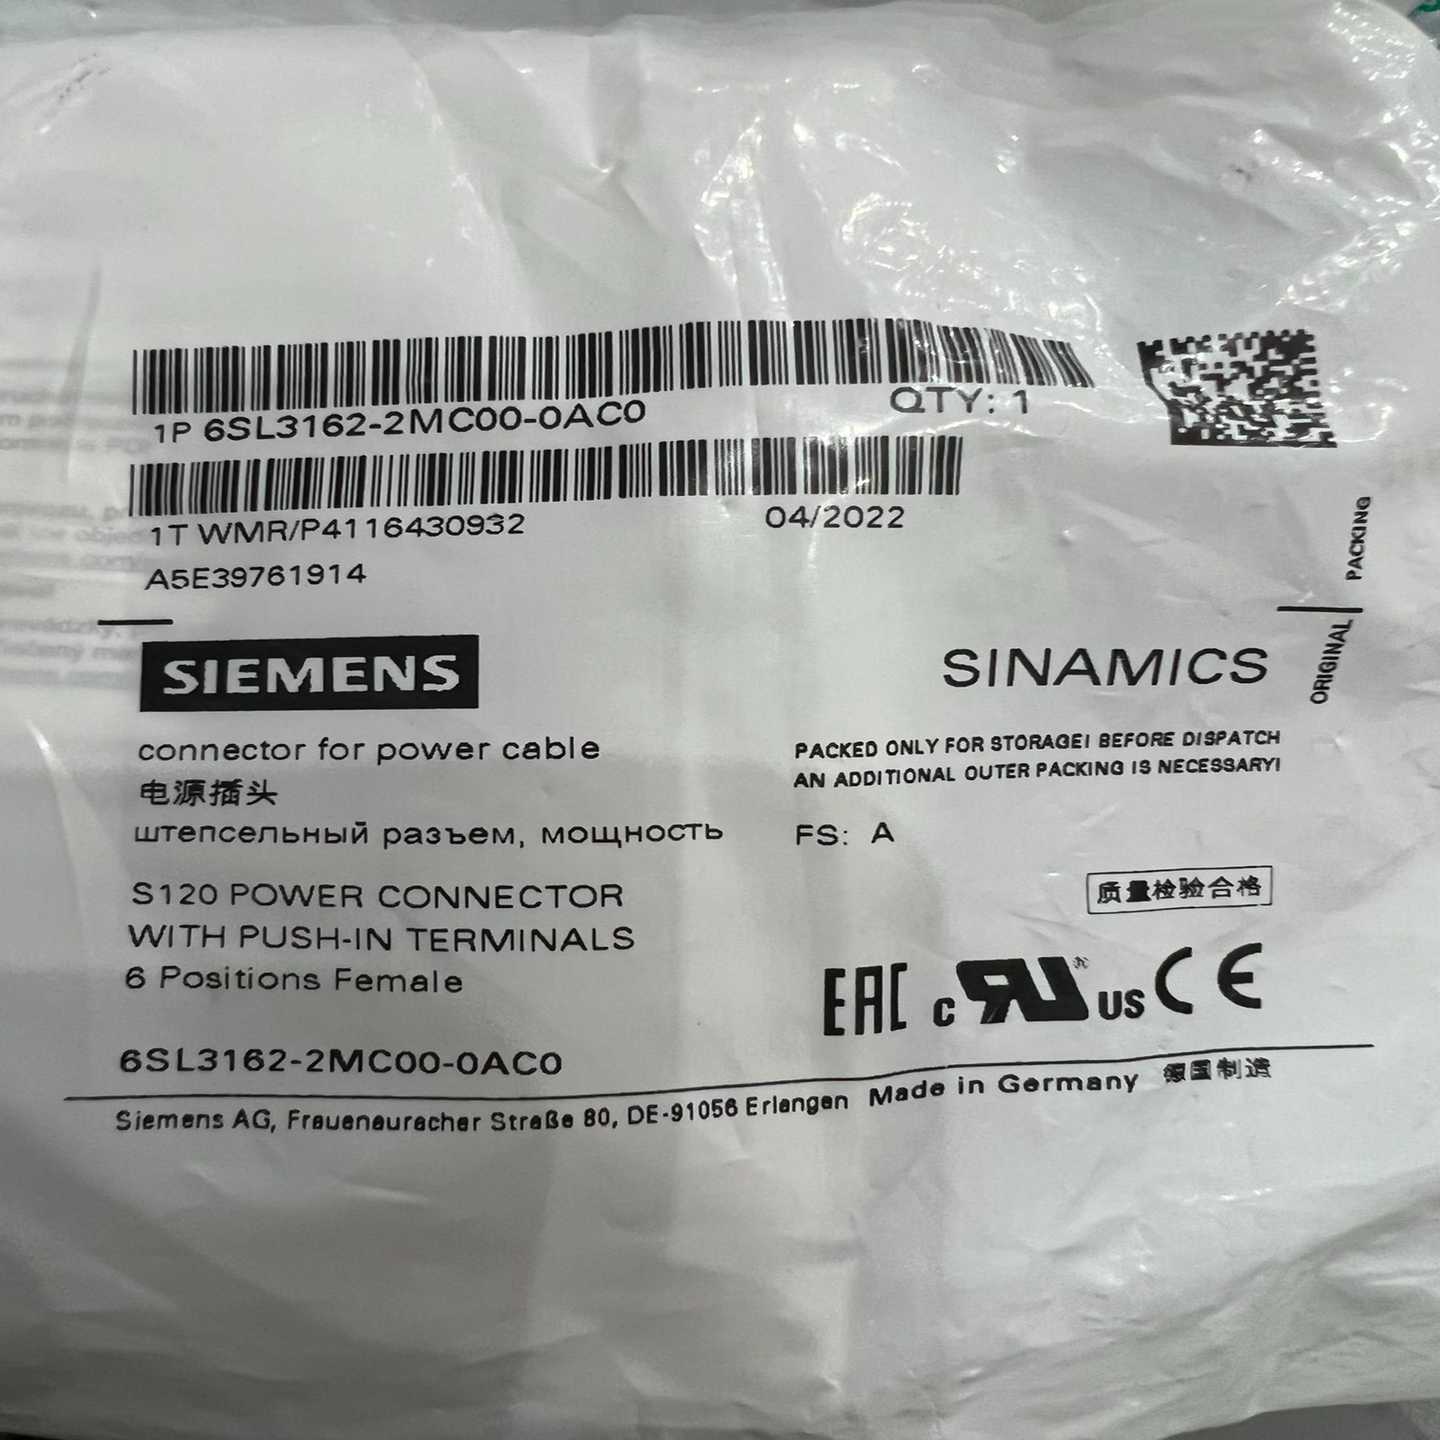 1P 6SL3162-2MC00-0AC0
QTY: 1
1T WMR/P4116430932
04/2022
A5E39761914
PACKING
ORIGINAL
SIEMENS
SINAMICS
connector for power cable
电源插头
штепсельный разъем, мощность
PACKED ONLY FOR STORAGE! BEFORE DISPATCH
AN ADDITIONAL OUTER PACKING IS NECESSARY!
FS: A
S120 POWER CONNECTOR
WITH PUSH-IN TERMINALS
6 Positions Female
质量检验合格
EAC c RU US CE
6SL3162-2MC00-0AC0
Siemens AG, Frauenauracher Straße 80, DE-91056 Erlangen Made in Germany 德国制造